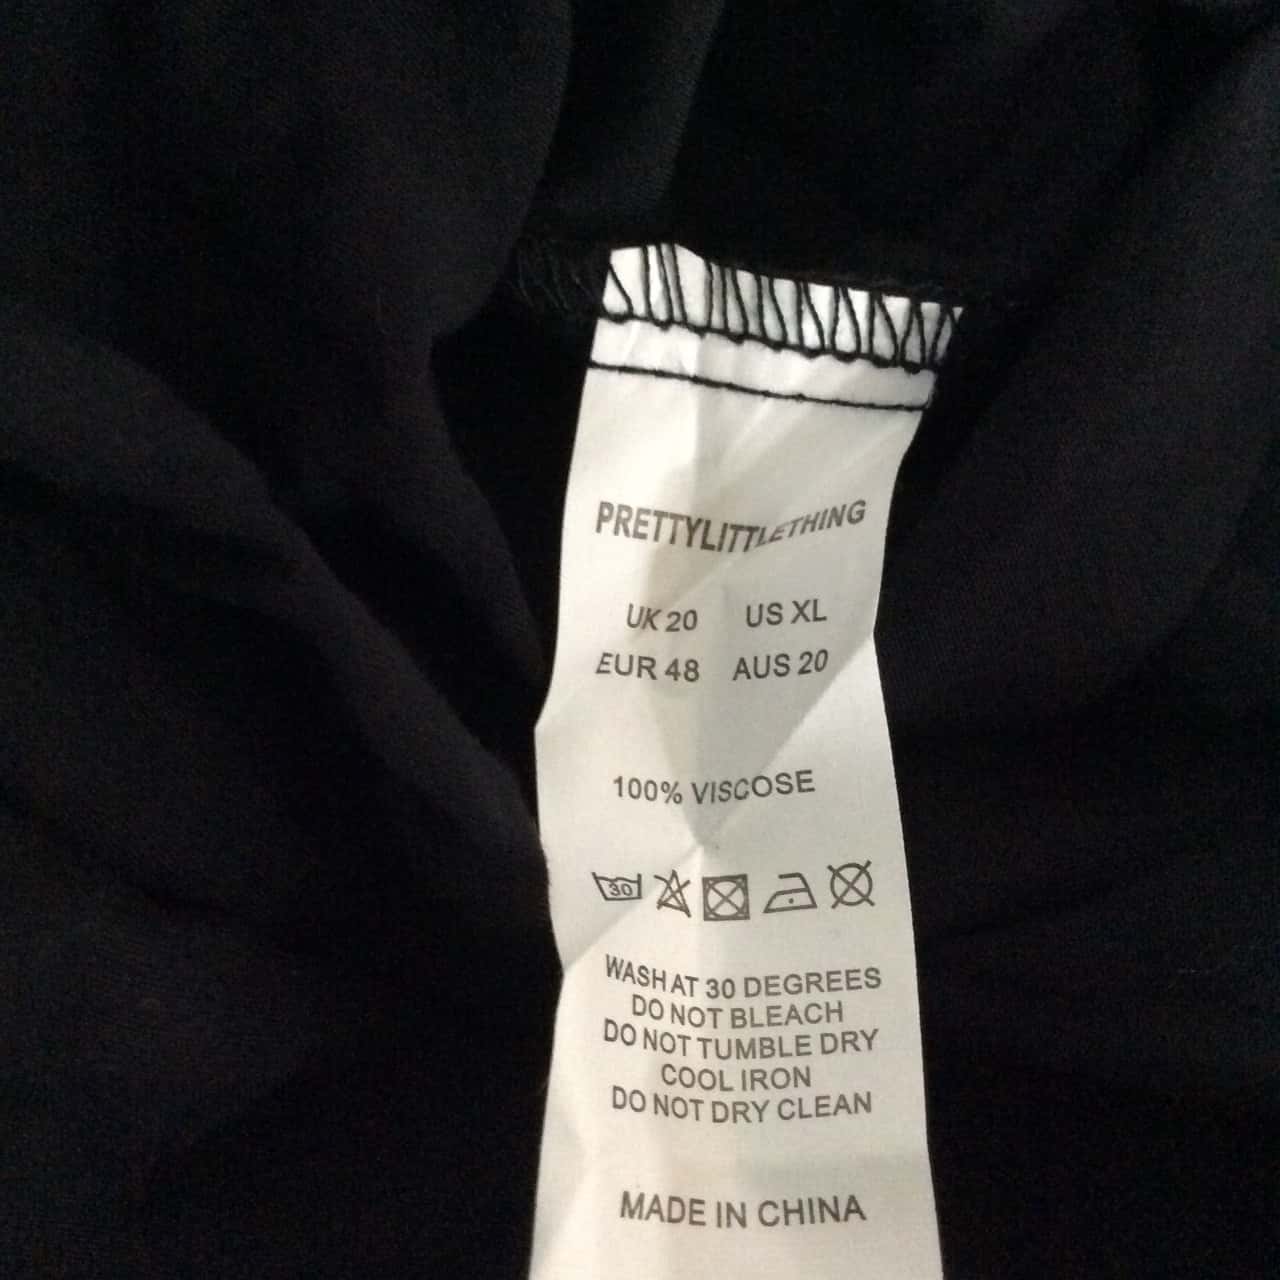 PRETTYLITTLETHING
UK 20 US XL
EUR 48 AUS 20
100% VISCOSE
30
WASH AT 30 DEGREES
DO NOT BLEACH
DO NOT TUMBLE DRY
COOL IRON
DO NOT DRY CLEAN
MADE IN CHINA